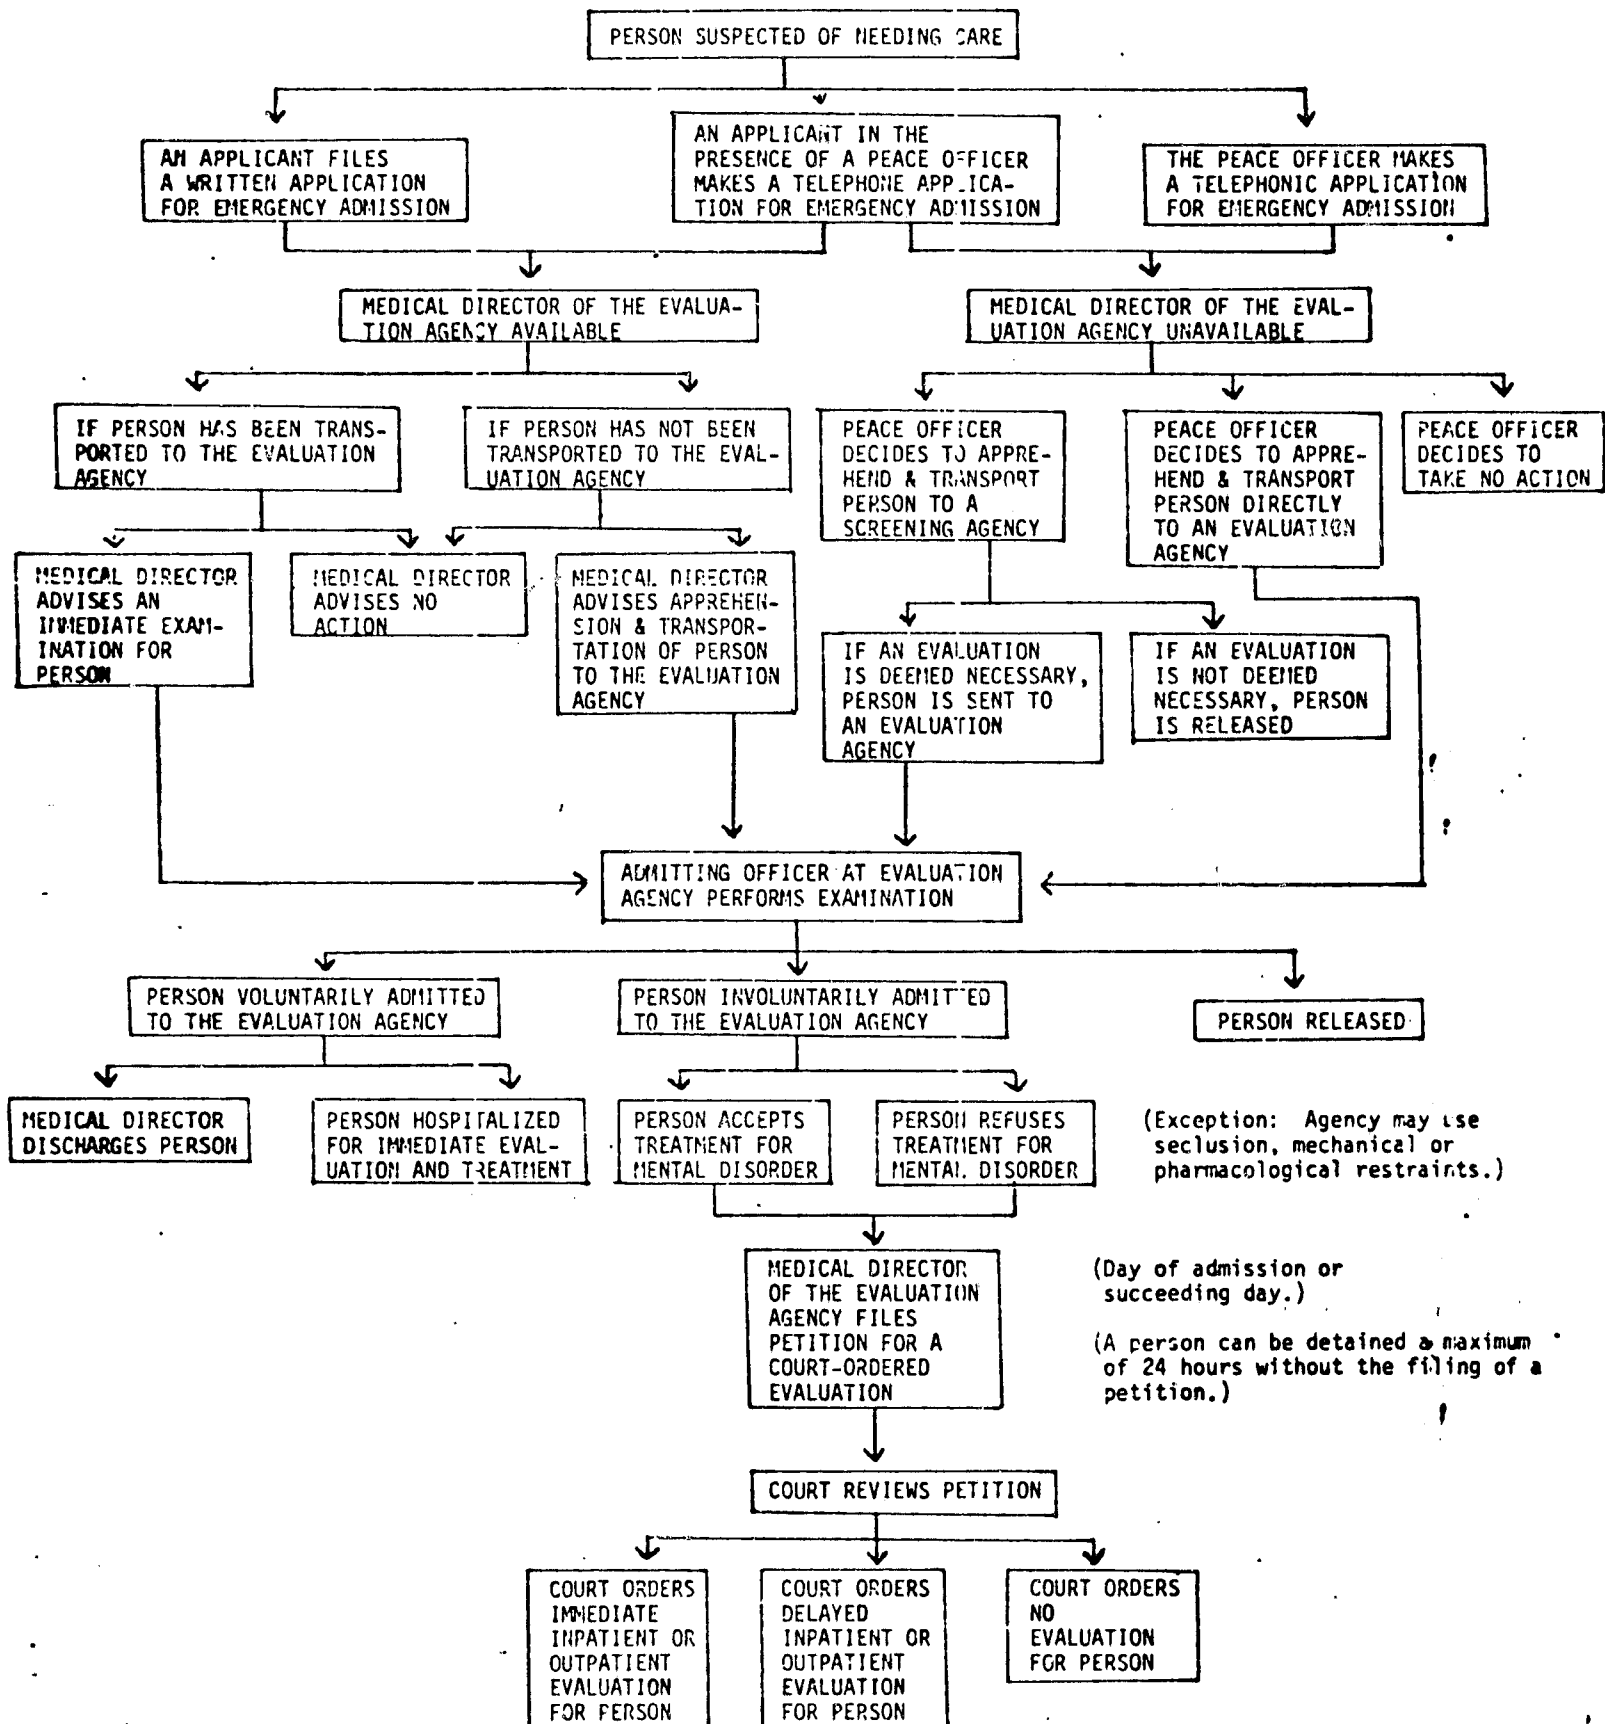 PERSON SUSPECTED OF NEEDING CARE
AN APPLICANT FILES
A WRITTEN APPLICATION
FOR EMERGENCY ADMISSION
AN APPLICANT IN THE
PRESENCE OF A PEACE OFFICER
MAKES A TELEPHONE APPLICA-
TION FOR EMERGENCY ADMISSION
THE PEACE OFFICER MAKES
A TELEPHONIC APPLICATION
FOR EMERGENCY ADMISSION
MEDICAL DIRECTOR OF THE EVALUA-
TION AGENCY AVAILABLE
MEDICAL DIRECTOR OF THE EVAL-
UATION AGENCY UNAVAILABLE
IF PERSON HAS BEEN TRANS-
PORTED TO THE EVALUATION
AGENCY
IF PERSON HAS NOT BEEN
TRANSPORTED TO THE EVAL-
UATION AGENCY
PEACE OFFICER
DECIDES TO APPRE-
HEND & TRANSPORT
PERSON TO A
SCREENING AGENCY
PEACE OFFICER
DECIDES TO APPRE-
HEND & TRANSPORT
PERSON DIRECTLY
TO AN EVALUATION
AGENCY
PEACE OFFICER
DECIDES TO
TAKE NO ACTION
MEDICAL DIRECTOR
ADVISES AN
IMMEDIATE EXAM-
INATION FOR
PERSON
MEDICAL DIRECTOR
ADVISES NO
ACTION
MEDICAL DIRECTOR
ADVISES APPREHEN-
SION & TRANSPOR-
TATION OF PERSON
TO THE EVALUATION
AGENCY
IF AN EVALUATION
IS DEEMED NECESSARY,
PERSON IS SENT TO
AN EVALUATION
AGENCY
IF AN EVALUATION
IS NOT DEEMED
NECESSARY, PERSON
IS RELEASED
ADMITTING OFFICER AT EVALUATION
AGENCY PERFORMS EXAMINATION
PERSON VOLUNTARILY ADMITTED
TO THE EVALUATION AGENCY
PERSON INVOLUNTARILY ADMITTED
TO THE EVALUATION AGENCY
PERSON RELEASED
MEDICAL DIRECTOR
DISCHARGES PERSON
PERSON HOSPITALIZED
FOR IMMEDIATE EVAL-
UATION AND TREATMENT
PERSON ACCEPTS
TREATMENT FOR
MENTAL DISORDER
PERSON REFUSES
TREATMENT FOR
MENTAL DISORDER
(Exception: Agency may use
seclusion, mechanical or
pharmacological restraints.)
MEDICAL DIRECTOR
OF THE EVALUATION
AGENCY FILES
PETITION FOR A
COURT-ORDERED
EVALUATION
(Day of admission or
succeeding day.)
(A person can be detained a maximum
of 24 hours without the filing of a
petition.)
COURT REVIEWS PETITION
COURT ORDERS
IMMEDIATE
INPATIENT OR
OUTPATIENT
EVALUATION
FOR PERSON
COURT ORDERS
DELAYED
INPATIENT OR
OUTPATIENT
EVALUATION
FOR PERSON
COURT ORDERS
NO
EVALUATION
FOR PERSON